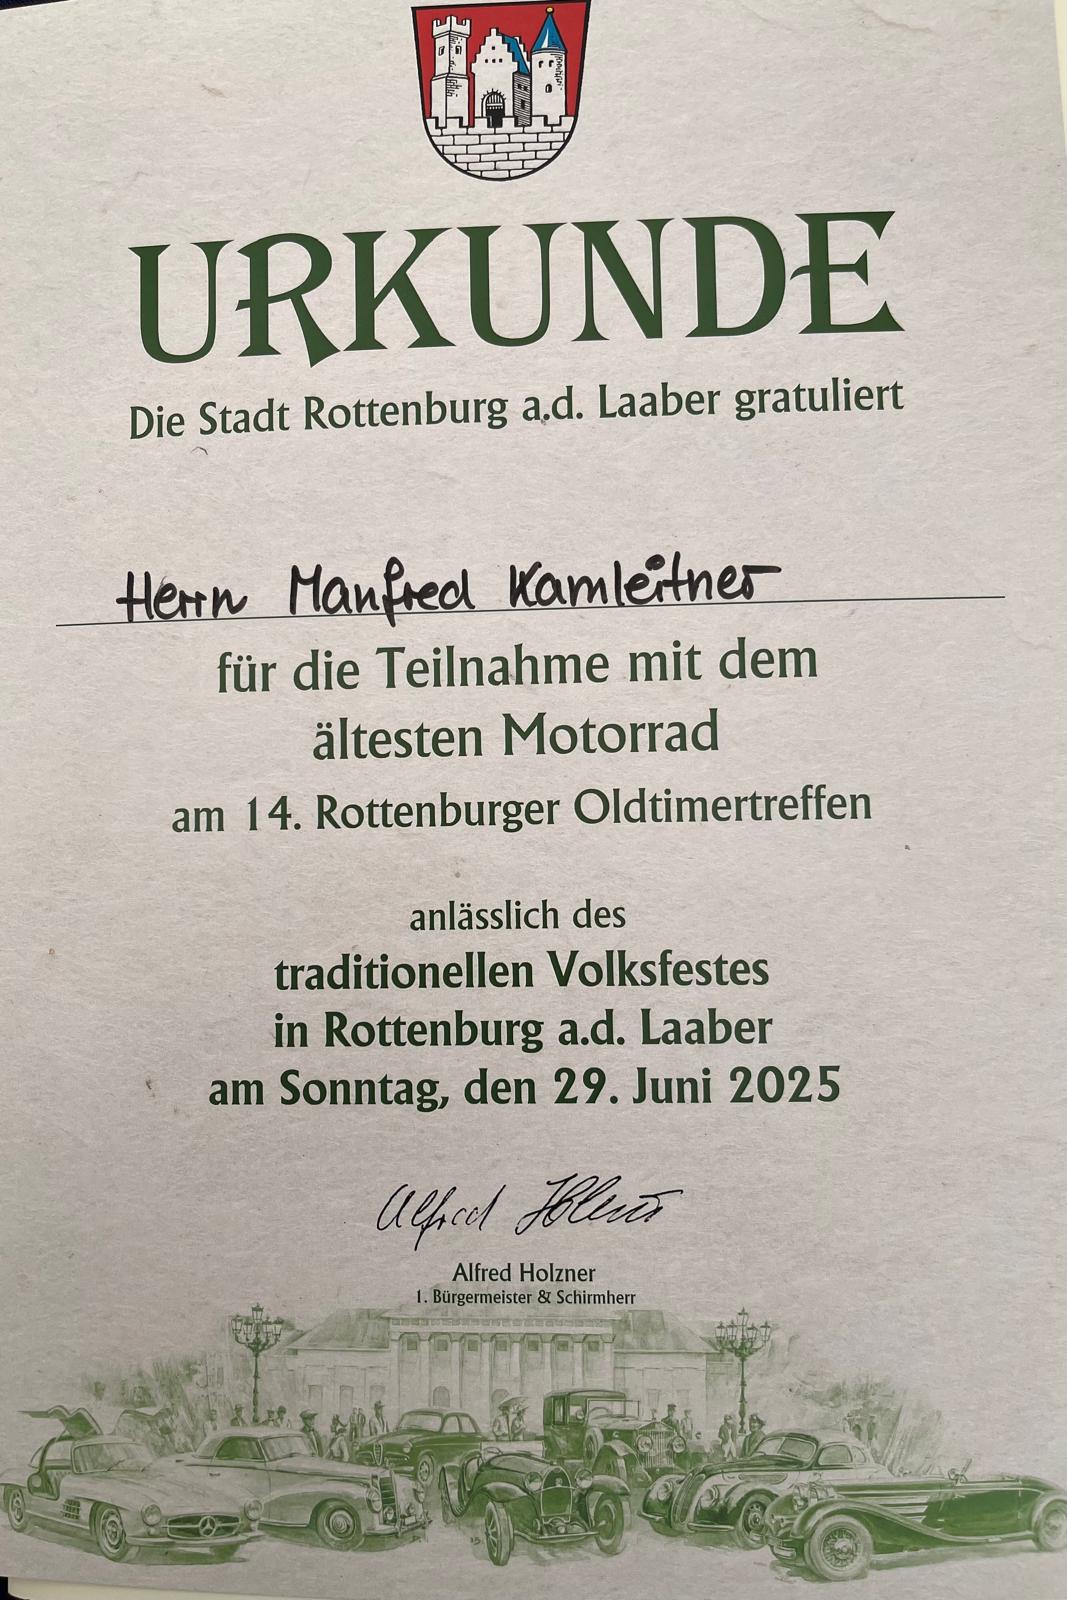 URKUNDE
Die Stadt Rottenburg a.d. Laaber gratuliert
Herrn Manfred Kamleitner
für die Teilnahme mit dem
ältesten Motorrad
am 14. Rottenburger Oldtimertreffen
anlässlich des
traditionellen Volksfestes
in Rottenburg a.d. Laaber
am Sonntag, den 29. Juni 2025
Alfred Holzner
Alfred Holzner
1. Bürgermeister & Schirmherr